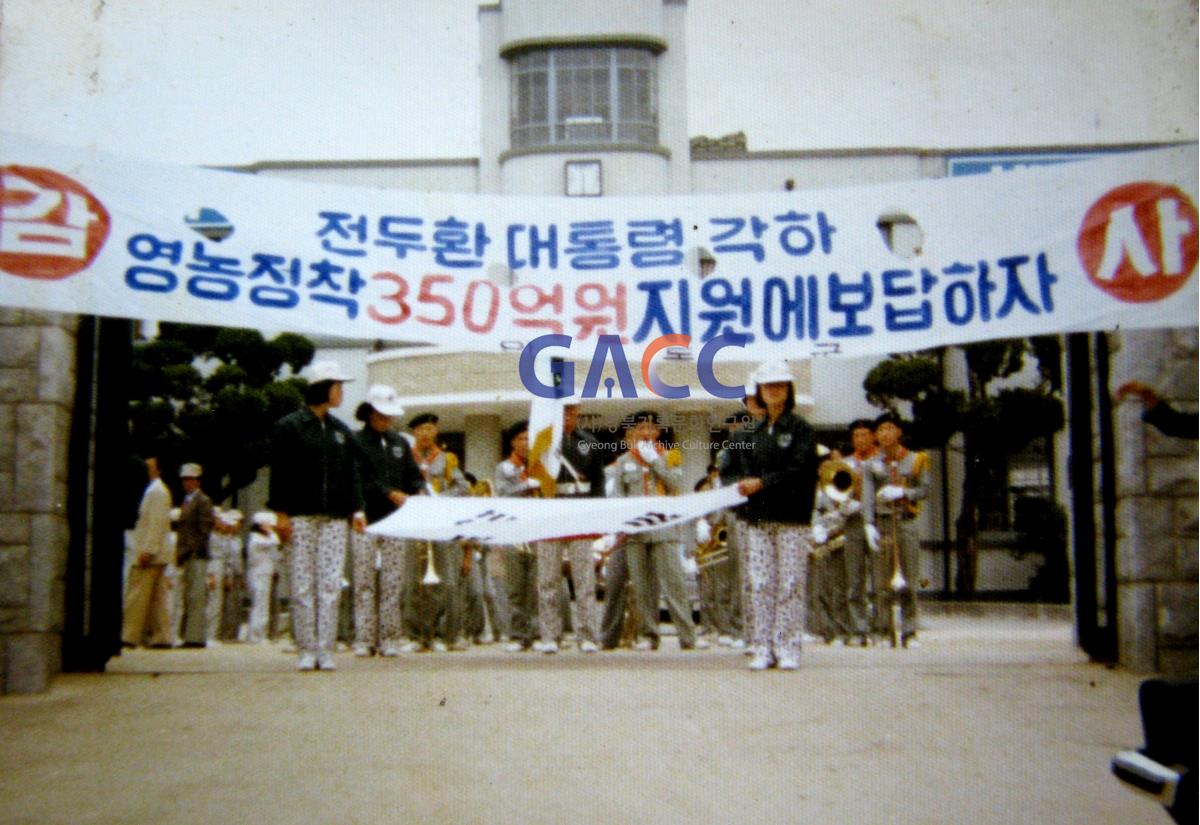 감 사
전두환 대통령 각하
영농정착350억원지원에보답하자
GACC
Gyeong Buk Archive Culture Center